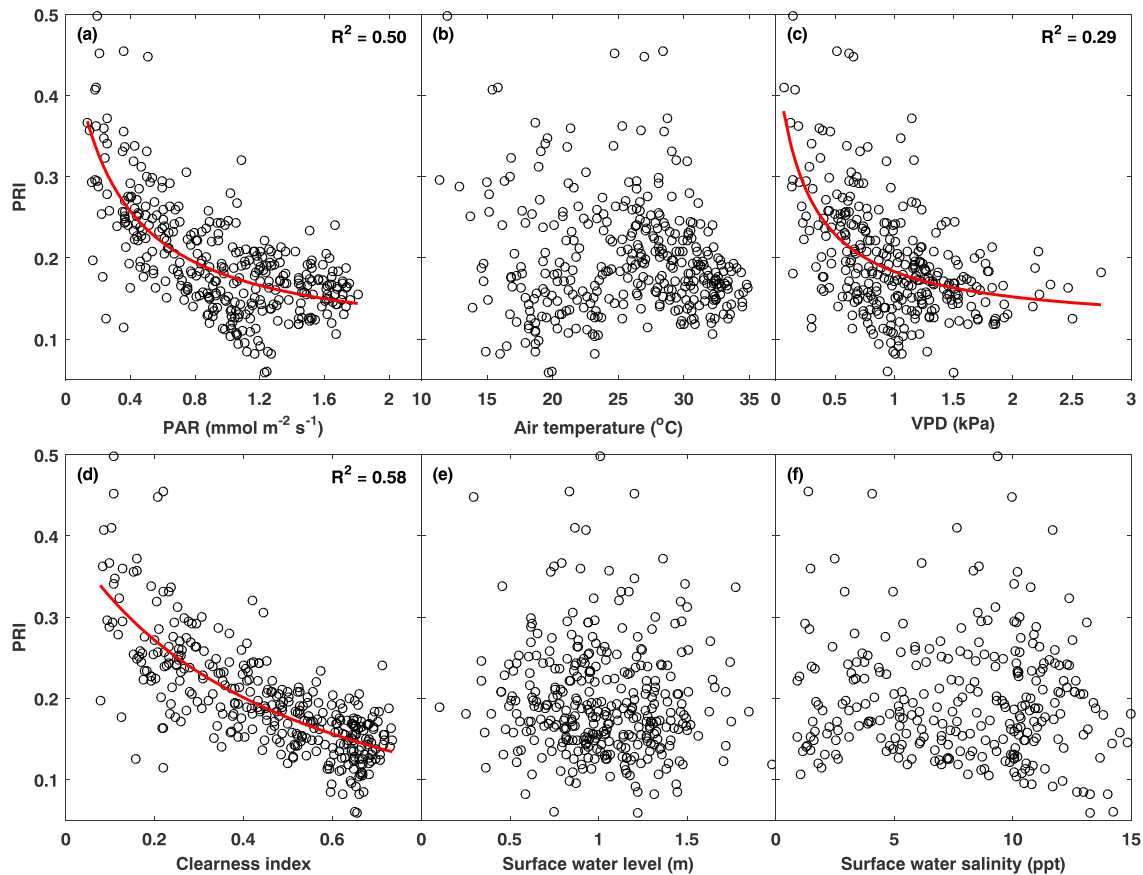 (a) R² = 0.50 (b) (c) R² = 0.29
PRI
0.5
0.4
0.3
0.2
0.1
0 0.4 0.8 1.2 1.6 2 10 15 20 25 30 35 0 0.5 1 1.5 2 2.5 3
PAR (mmol m⁻² s⁻¹) Air temperature (°C) VPD (kPa)
(d) R² = 0.58 (e) (f)
PRI
0.5
0.4
0.3
0.2
0.1
0 0.2 0.4 0.6 0 0.5 1 1.5 0 5 10 15
Clearness index Surface water level (m) Surface water salinity (ppt)